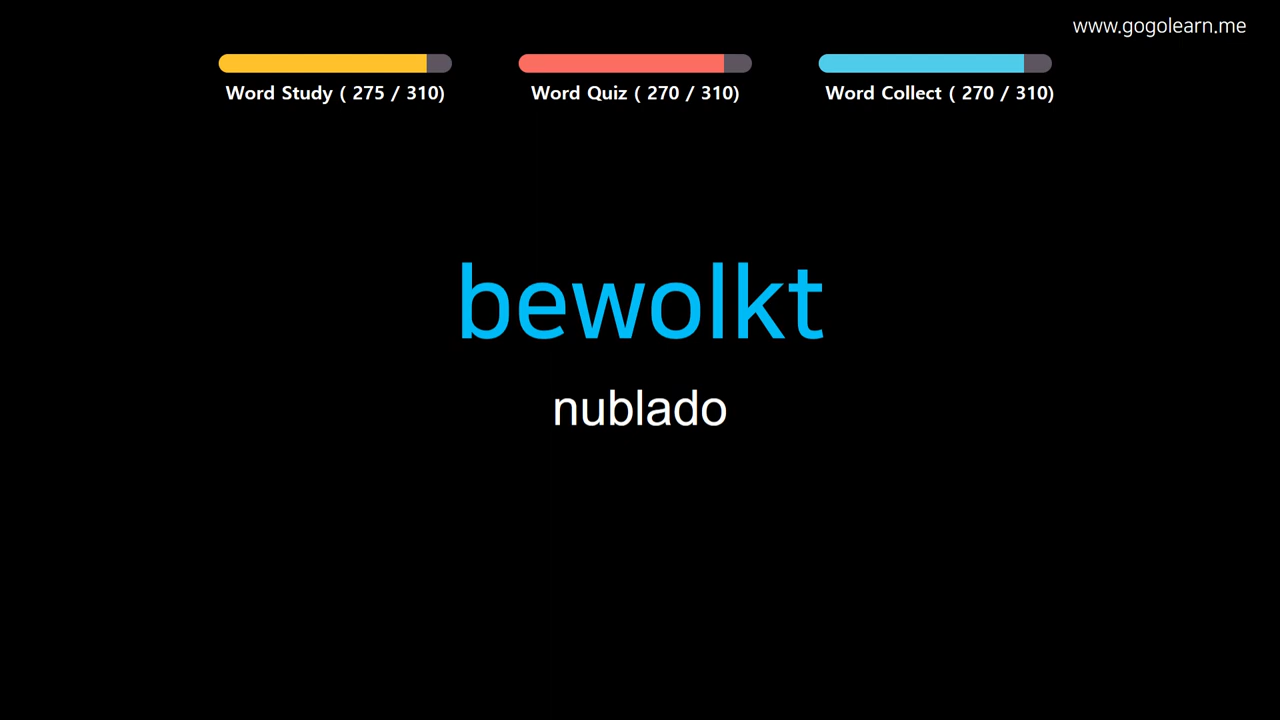 www.gogolearn.me
Word Study ( 275 / 310)
Word Quiz ( 270 / 310)
Word Collect ( 270 / 310)
bewolkt
nublado